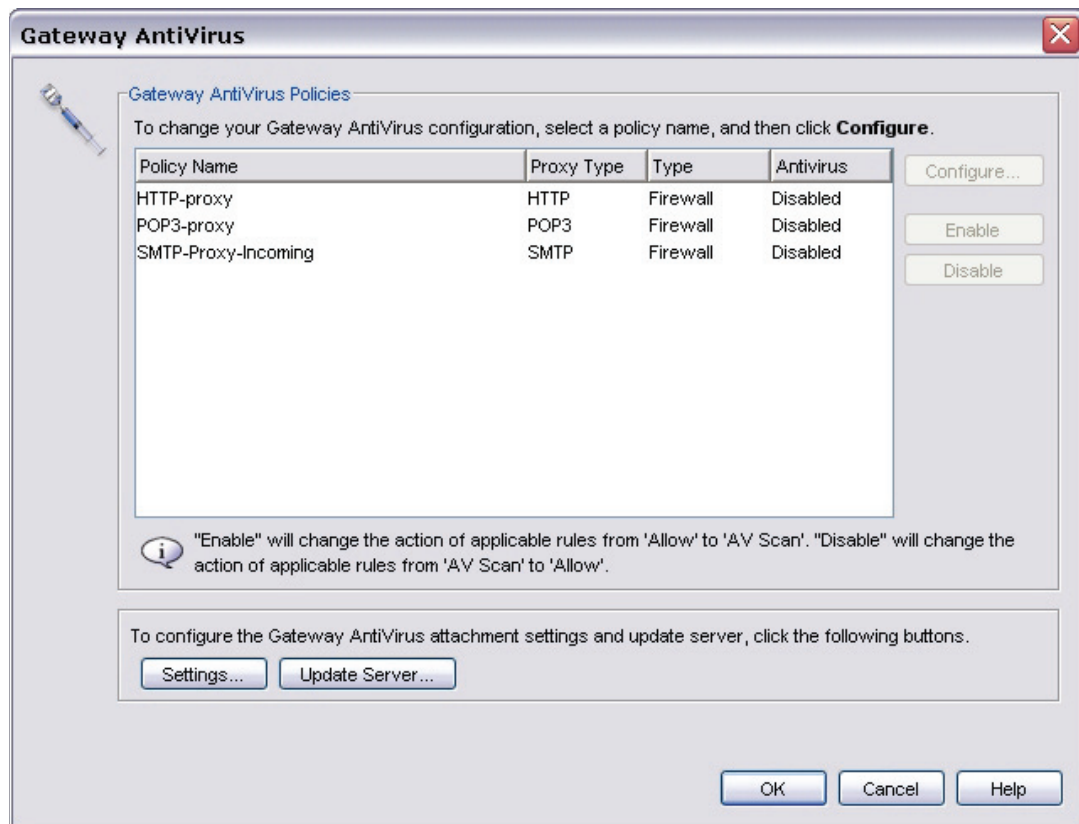 Gateway AntiVirus
Gateway AntiVirus Policies
To change your Gateway AntiVirus configuration, select a policy name, and then click Configure.
Policy Name Proxy Type Type Antivirus
HTTP-proxy HTTP Firewall Disabled
POP3-proxy POP3 Firewall Disabled
SMTP-Proxy-Incoming SMTP Firewall Disabled
Configure...
Enable
Disable
"Enable" will change the action of applicable rules from 'Allow' to 'AV Scan'. "Disable" will change the
action of applicable rules from 'AV Scan' to 'Allow'.
To configure the Gateway AntiVirus attachment settings and update server, click the following buttons.
Settings... Update Server...
OK Cancel Help